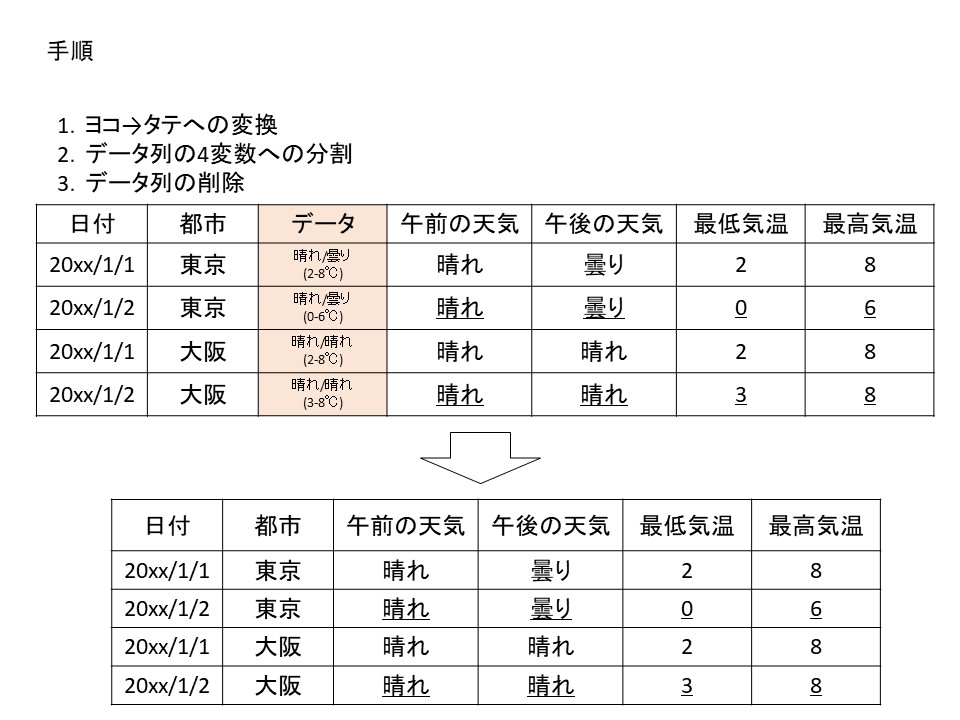 手順
1. ヨコ→タテへの変換
2. データ列の4変数への分割
3. データ列の削除
日付 都市 データ 午前の天気 午後の天気 最低気温 最高気温
20xx/1/1 東京 晴れ/曇り (2-8℃) 晴れ 曇り 2 8
20xx/1/2 東京 晴れ/曇り (0-6℃) 晴れ 曇り 0 6
20xx/1/1 大阪 晴れ/晴れ (2-8℃) 晴れ 晴れ 2 8
20xx/1/2 大阪 晴れ/晴れ (3-8℃) 晴れ 晴れ 3 8
日付 都市 午前の天気 午後の天気 最低気温 最高気温
20xx/1/1 東京 晴れ 曇り 2 8
20xx/1/2 東京 晴れ 曇り 0 6
20xx/1/1 大阪 晴れ 晴れ 2 8
20xx/1/2 大阪 晴れ 晴れ 3 8